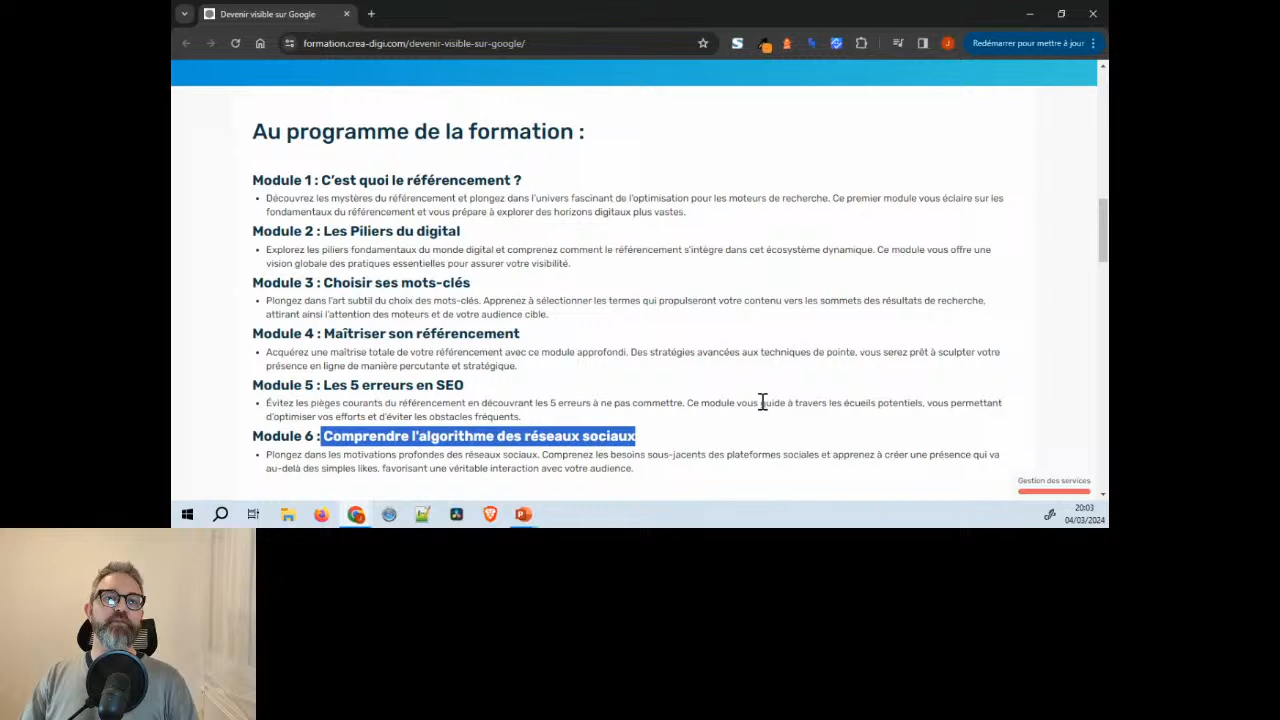 Devenir visible sur Google
formation.crea-digi.com/devenir-visible-sur-google/
Redémarrer pour mettre à jour
Au programme de la formation :
Module 1 : C'est quoi le référencement ?
• Découvrez les mystères du référencement et plongez dans l'univers fascinant de l'optimisation pour les moteurs de recherche. Ce premier module vous éclaire sur les
fondamentaux du référencement et vous prépare à explorer des horizons digitaux plus vastes.
Module 2 : Les Piliers du digital
• Explorez les piliers fondamentaux du monde digital et comprenez comment le référencement s'intègre dans cet écosystème dynamique. Ce module vous offre une
vision globale des pratiques essentielles pour assurer votre visibilité.
Module 3 : Choisir ses mots-clés
• Plongez dans l'art subtil du choix des mots-clés. Apprenez à sélectionner les termes qui propulseront votre contenu vers les sommets des résultats de recherche,
attirant ainsi l'attention des moteurs et de votre audience cible.
Module 4 : Maîtriser son référencement
• Acquérez une maîtrise totale de votre référencement avec ce module approfondi. Des stratégies avancées aux techniques de pointe, vous serez prêt à sculpter votre
présence en ligne de manière percutante et stratégique.
Module 5 : Les 5 erreurs en SEO
• Évitez les pièges courants du référencement en découvrant les 5 erreurs à ne pas commettre. Ce module vous guide à travers les écueils potentiels, vous permettant
d'optimiser vos efforts et d'éviter les obstacles fréquents.
Module 6 : Comprendre l'algorithme des réseaux sociaux
• Plongez dans les motivations profondes des réseaux sociaux. Comprenez les besoins sous-jacents des plateformes sociales et apprenez à créer une présence qui va
au-delà des simples likes, favorisant une véritable interaction avec votre audience.
Gestion des services
20:03
04/03/2024